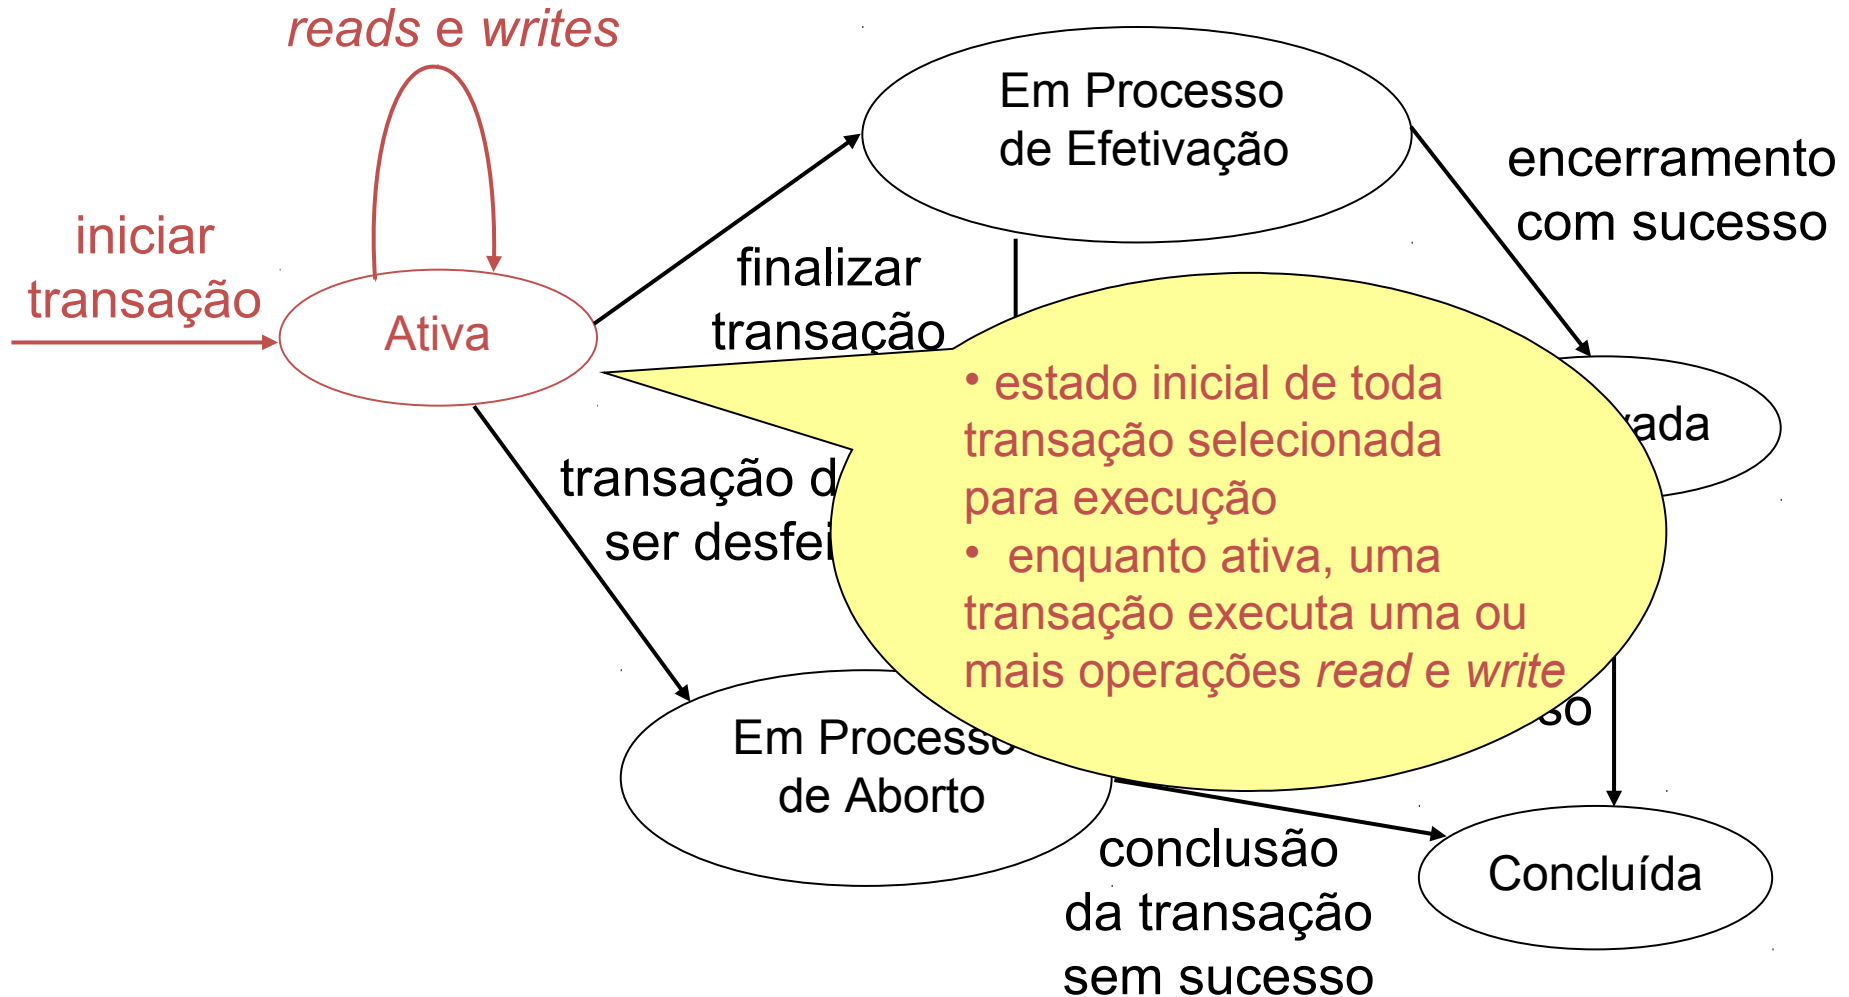 reads e writes
Em Processo
de Efetivação
encerramento
com sucesso
iniciar
transação
Ativa
finalizar
transação
• estado inicial de toda
transação selecionada
para execução
• enquanto ativa, uma
transação executa uma ou
mais operações read e write
transação
ser
Em Processo
de Aborto
conclusão
da transação
sem sucesso
Concluída